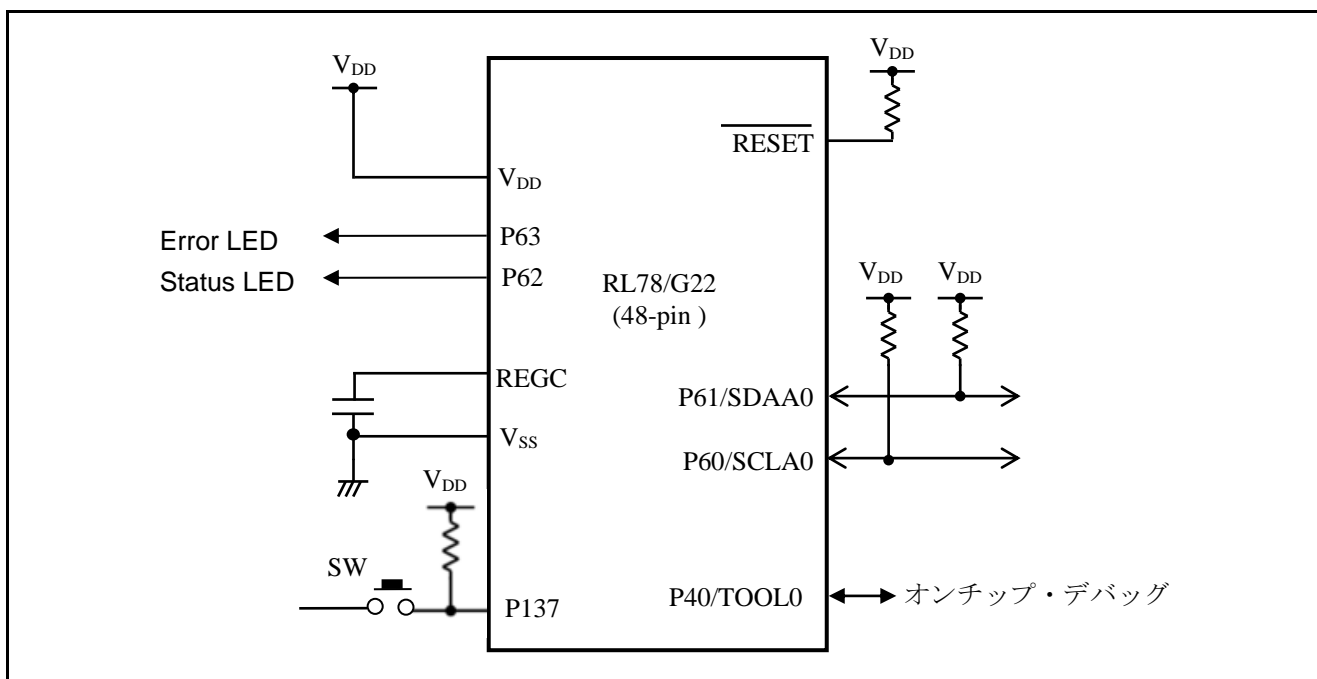 VDD
VDD
RESET
VDD
Error LED
P63
Status LED
P62
RL78/G22
(48-pin )
VDD
VDD
REGC
P61/SDAA0
VSS
P60/SCLA0
VDD
SW
P137
P40/TOOL0
オンチップ・デバッグ